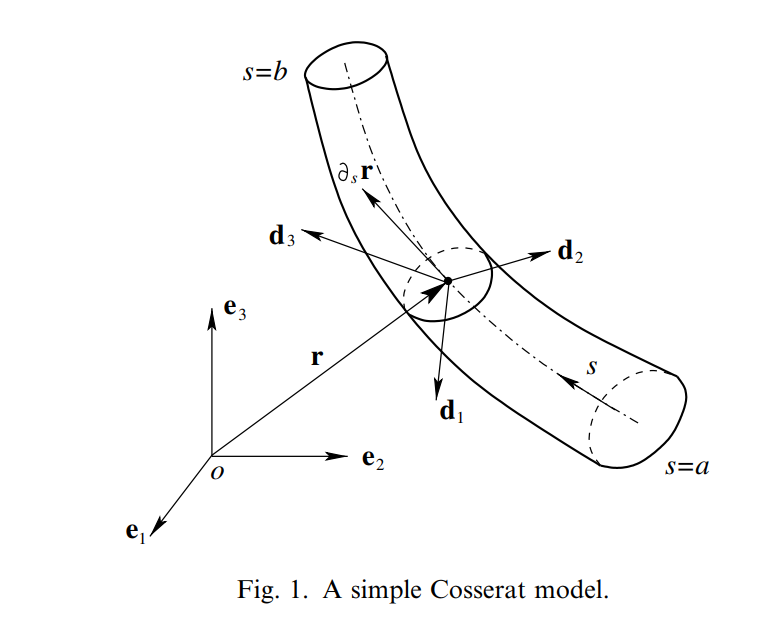 s=b
∂ₛr
d₃
d₂
e₃
r
s
d₁
e₂
o
s=a
e₁
Fig. 1. A simple Cosserat model.